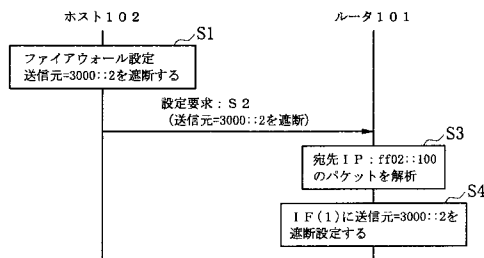 ホスト１０２
ルータ１０１
S1
ファイアウォール設定
送信元=3000::2を遮断する
設定要求：Ｓ２
(送信元=3000::2を遮断)
S3
宛先ＩＰ：ff02::100
のパケットを解析
S4
ＩＦ(1)に送信元=3000::2を
遮断設定する